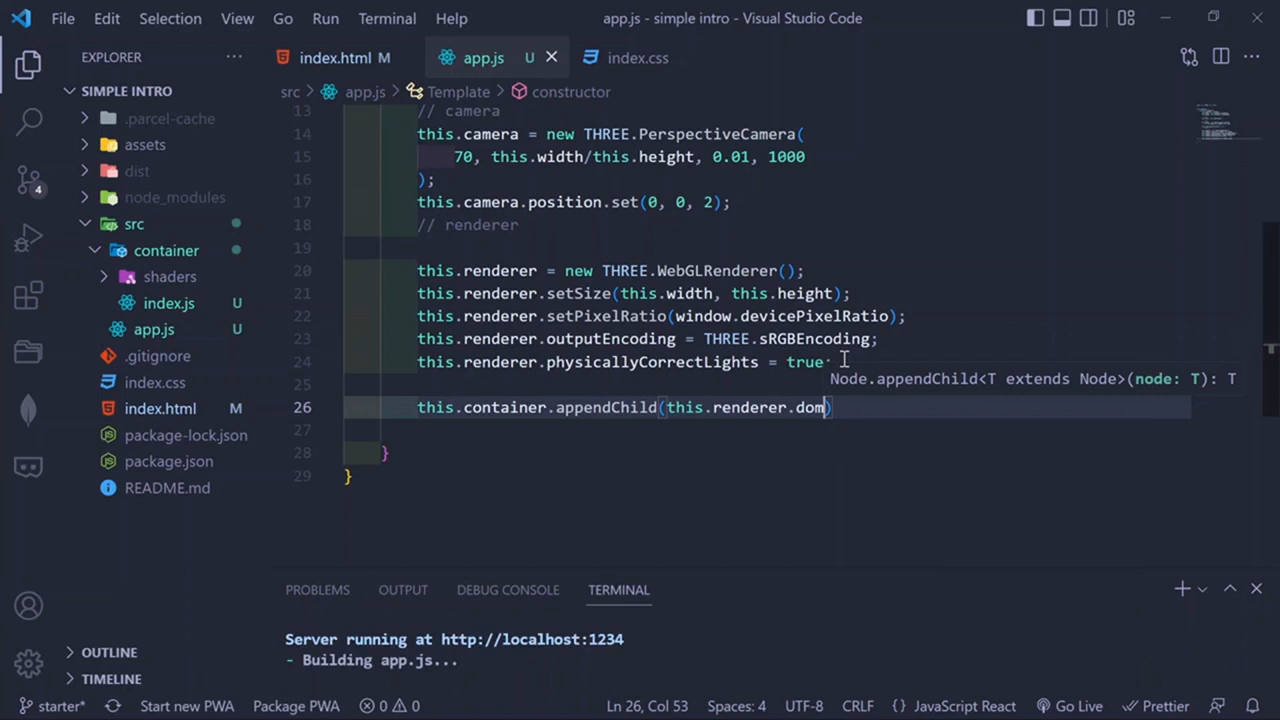 File Edit Selection View Go Run Terminal Help app.js - simple intro - Visual Studio Code
EXPLORER ... index.html M app.js U index.css
SIMPLE INTRO src > app.js > Template > constructor
.parcel-cache
assets
dist
node_modules
src
container
shaders
index.js U
app.js U
.gitignore
index.css
index.html M
package-lock.json
package.json
README.md
4
OUTLINE
TIMELINE
13 // camera
14 this.camera = new THREE.PerspectiveCamera(
15 70, this.width/this.height, 0.01, 1000
16 );
17 this.camera.position.set(0, 0, 2);
18 // renderer
19
20 this.renderer = new THREE.WebGLRenderer();
21 this.renderer.setSize(this.width, this.height);
22 this.renderer.setPixelRatio(window.devicePixelRatio);
23 this.renderer.outputEncoding = THREE.sRGBEncoding;
24 this.renderer.physicallyCorrectLights = true
Node.appendChild<T extends Node>(node: T): T
25
26 this.container.appendChild(this.renderer.dom)
27
28 }
29 }
PROBLEMS OUTPUT DEBUG CONSOLE TERMINAL
Server running at http://localhost:1234
- Building app.js...
starter* Start new PWA Package PWA 0 0 Ln 26, Col 53 Spaces: 4 UTF-8 CRLF { } JavaScript React Go Live Prettier